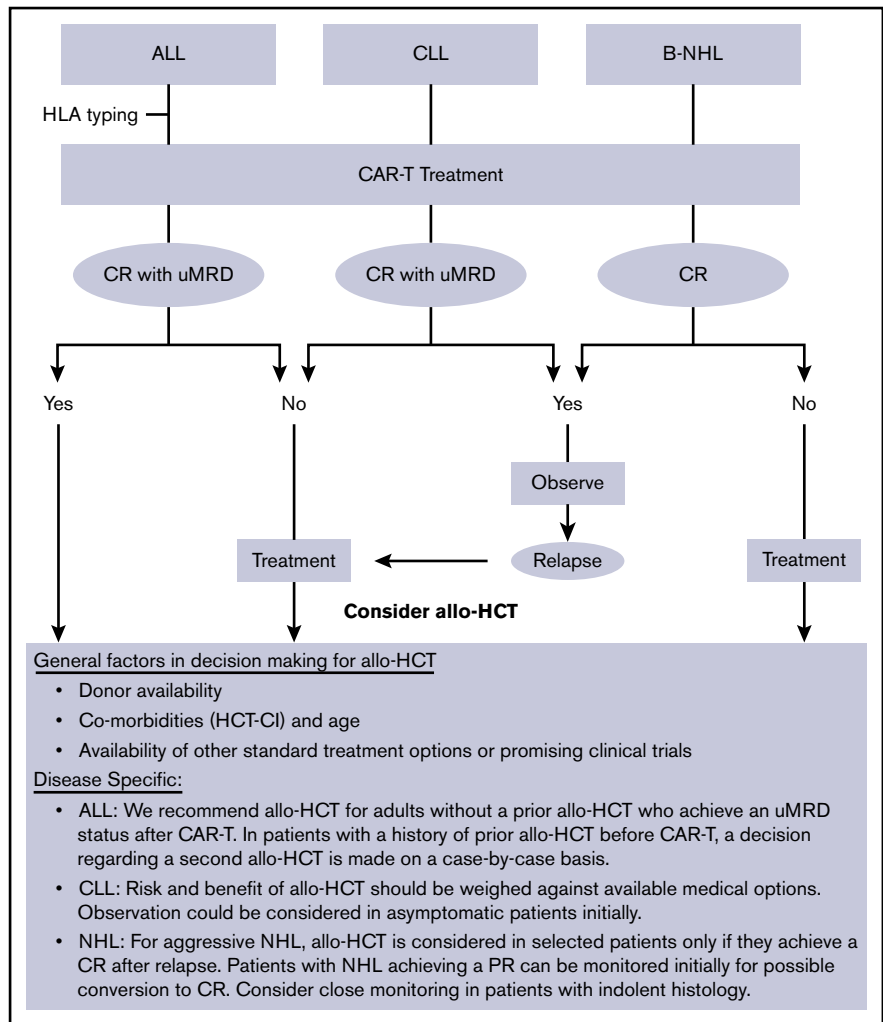 ALL
CLL
B-NHL
HLA typing
CAR-T Treatment
CR with uMRD
CR with uMRD
CR
Yes
No
Yes
No
Observe
Treatment
Relapse
Treatment
Consider allo-HCT
General factors in decision making for allo-HCT
• Donor availability
• Co-morbidities (HCT-CI) and age
• Availability of other standard treatment options or promising clinical trials
Disease Specific:
• ALL: We recommend allo-HCT for adults without a prior allo-HCT who achieve an uMRD
status after CAR-T. In patients with a history of prior allo-HCT before CAR-T, a decision
regarding a second allo-HCT is made on a case-by-case basis.
• CLL: Risk and benefit of allo-HCT should be weighed against available medical options.
Observation could be considered in asymptomatic patients initially.
• NHL: For aggressive NHL, allo-HCT is considered in selected patients only if they achieve a
CR after relapse. Patients with NHL achieving a PR can be monitored initially for possible
conversion to CR. Consider close monitoring in patients with indolent histology.